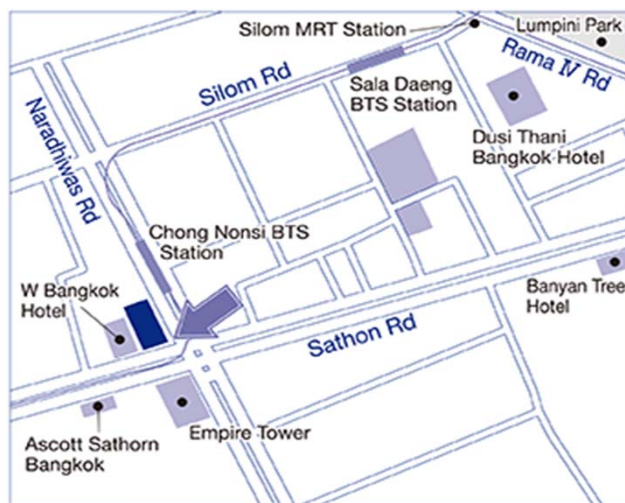 Silom MRT Station
Lumpini Park
Rama IV Rd
Silom Rd
Sala Daeng
BTS Station
Dusi Thani
Bangkok Hotel
Naradhiwas Rd
Chong Nonsi BTS
Station
W Bangkok
Hotel
Banyan Tree
Hotel
Sathon Rd
Ascott Sathorn
Bangkok
Empire Tower